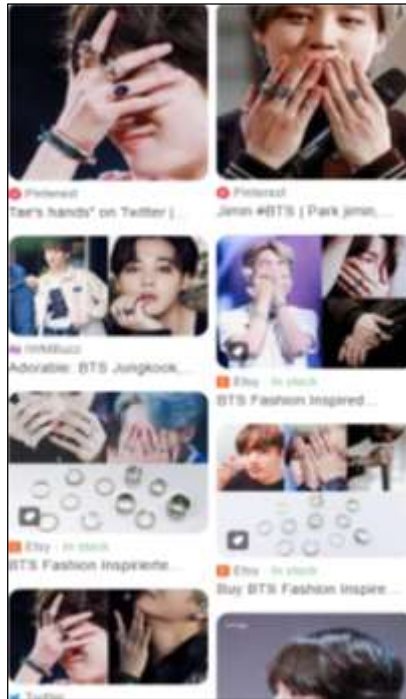 Pinterest
Tae's hands" on Twitter |...
Pinterest
Jimin #BTS | Park jimin,...
Adorable: BTS Jungkook,...
Etsy · In stock
BTS Fashion Inspired...
Etsy · In stock
BTS Fashion Inspirierte...
Etsy · In stock
Buy BTS Fashion Inspire...
Twitter